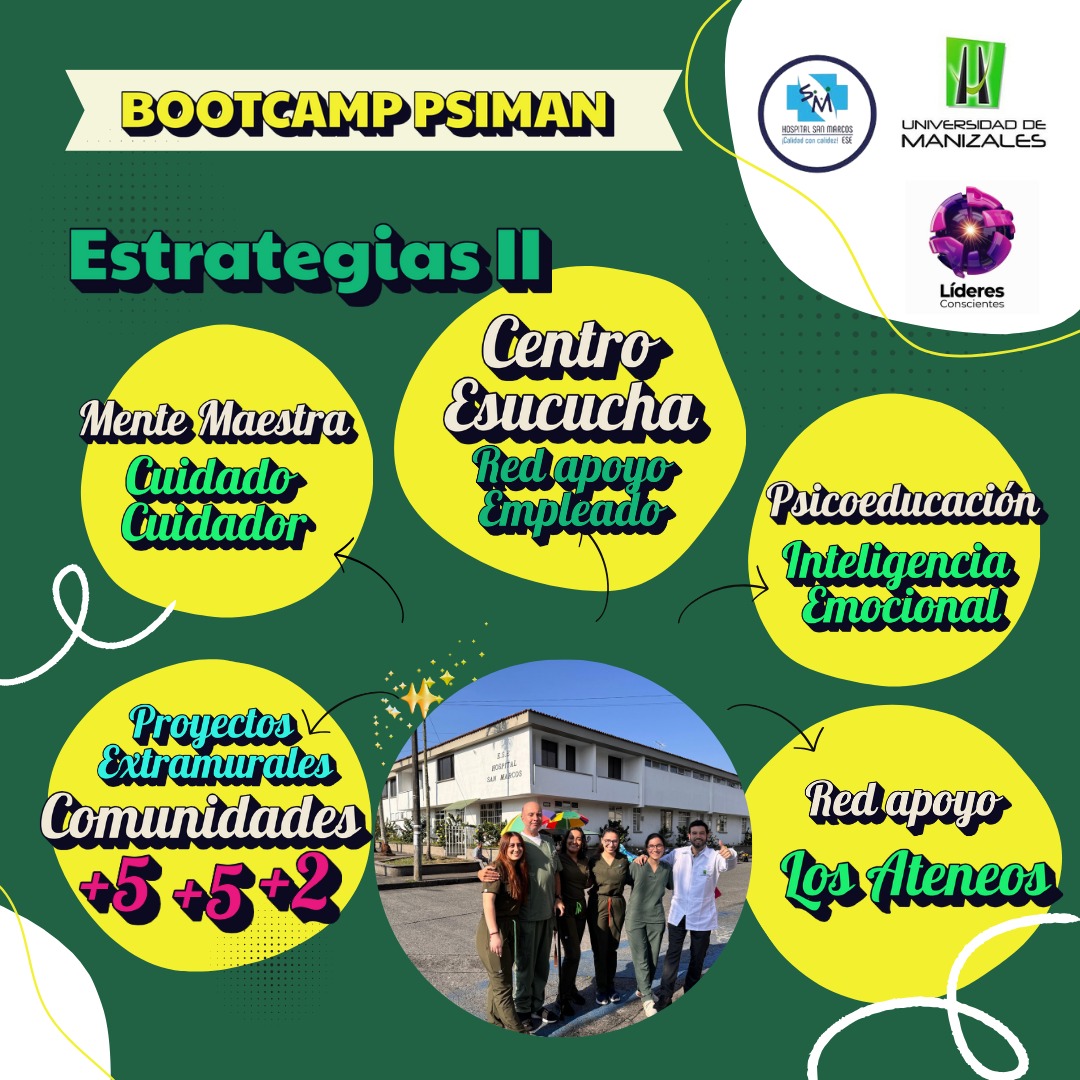 BOOTCAMP PSIMAN
SM
HOSPITAL SAN MARCOS
¡Calidad con calidez! ESE
UNIVERSIDAD DE
MANIZALES
Líderes
Conscientes
Estrategias II
Mente Maestra
Cuidado
Cuidador
Centro
Esucucha
Red apoyo
Empleado
Psicoeducación
Inteligencia
Emocional
Proyectos
Extramurales
Comunidades
+5 +5 +2
E.S.E
HOSPITAL
SAN MARCOS
Red apoyo
Los Ateneos